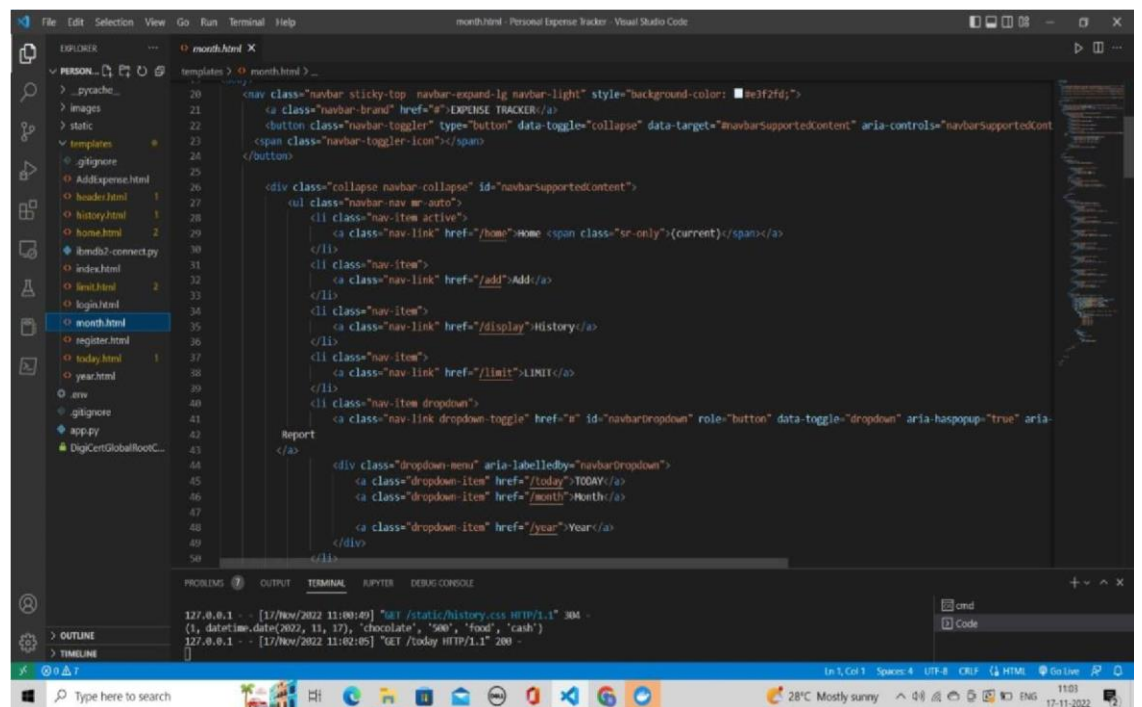 File Edit Selection View Go Run Terminal Help month.html - Personal Expense Tracker - Visual Studio Code
EXPLORER
PERSON...
> __pycache__
> images
> static
templates
.gitignore
AddExpense.html
header.html 1
history.html 1
home.html 2
ibmdb2-connect.py
index.html
limit.html 2
login.html
month.html
register.html
today.html 1
year.html
.env
.gitignore
app.py
DigiCertGlobalRootC...
> OUTLINE
> TIMELINE
month.html
templates > month.html > ...
20 <nav class="navbar sticky-top navbar-expand-lg navbar-light" style="background-color: #e3f2fd;">
21 <a class="navbar-brand" href="#">EXPENSE TRACKER</a>
22 <button class="navbar-toggler" type="button" data-toggle="collapse" data-target="#navbarSupportedContent" aria-controls="navbarSupportedCont
23 <span class="navbar-toggler-icon"></span>
24 </button>
25
26 <div class="collapse navbar-collapse" id="navbarSupportedContent">
27 <ul class="navbar-nav mr-auto">
28 <li class="nav-item active">
29 <a class="nav-link" href="/home">Home <span class="sr-only">(current)</span></a>
30 </li>
31 <li class="nav-item">
32 <a class="nav-link" href="/add">Add</a>
33 </li>
34 <li class="nav-item">
35 <a class="nav-link" href="/display">History</a>
36 </li>
37 <li class="nav-item">
38 <a class="nav-link" href="/limit">LIMIT</a>
39 </li>
40 <li class="nav-item dropdown">
41 <a class="nav-link dropdown-toggle" href="#" id="navbarDropdown" role="button" data-toggle="dropdown" aria-haspopup="true" aria-
42 Report
43 </a>
44 <div class="dropdown-menu" aria-labelledby="navbarDropdown">
45 <a class="dropdown-item" href="/today">TODAY</a>
46 <a class="dropdown-item" href="/month">Month</a>
47
48 <a class="dropdown-item" href="/year">Year</a>
49 </div>
50 </li>
PROBLEMS 7 OUTPUT TERMINAL JUPYTER DEBUG CONSOLE
127.0.0.1 - - [17/Nov/2022 11:00:49] "GET /static/history.css HTTP/1.1" 304 -
(1, datetime.date(2022, 11, 17), 'chocolate', '500', 'food', 'cash')
127.0.0.1 - - [17/Nov/2022 11:02:05] "GET /today HTTP/1.1" 200 -
cmd
Code
0 7 Ln 1, Col 1 Spaces: 4 UTF-8 CRLF HTML Go Live
Type here to search DELL 28°C Mostly sunny ENG 11:03
17-11-2022 2